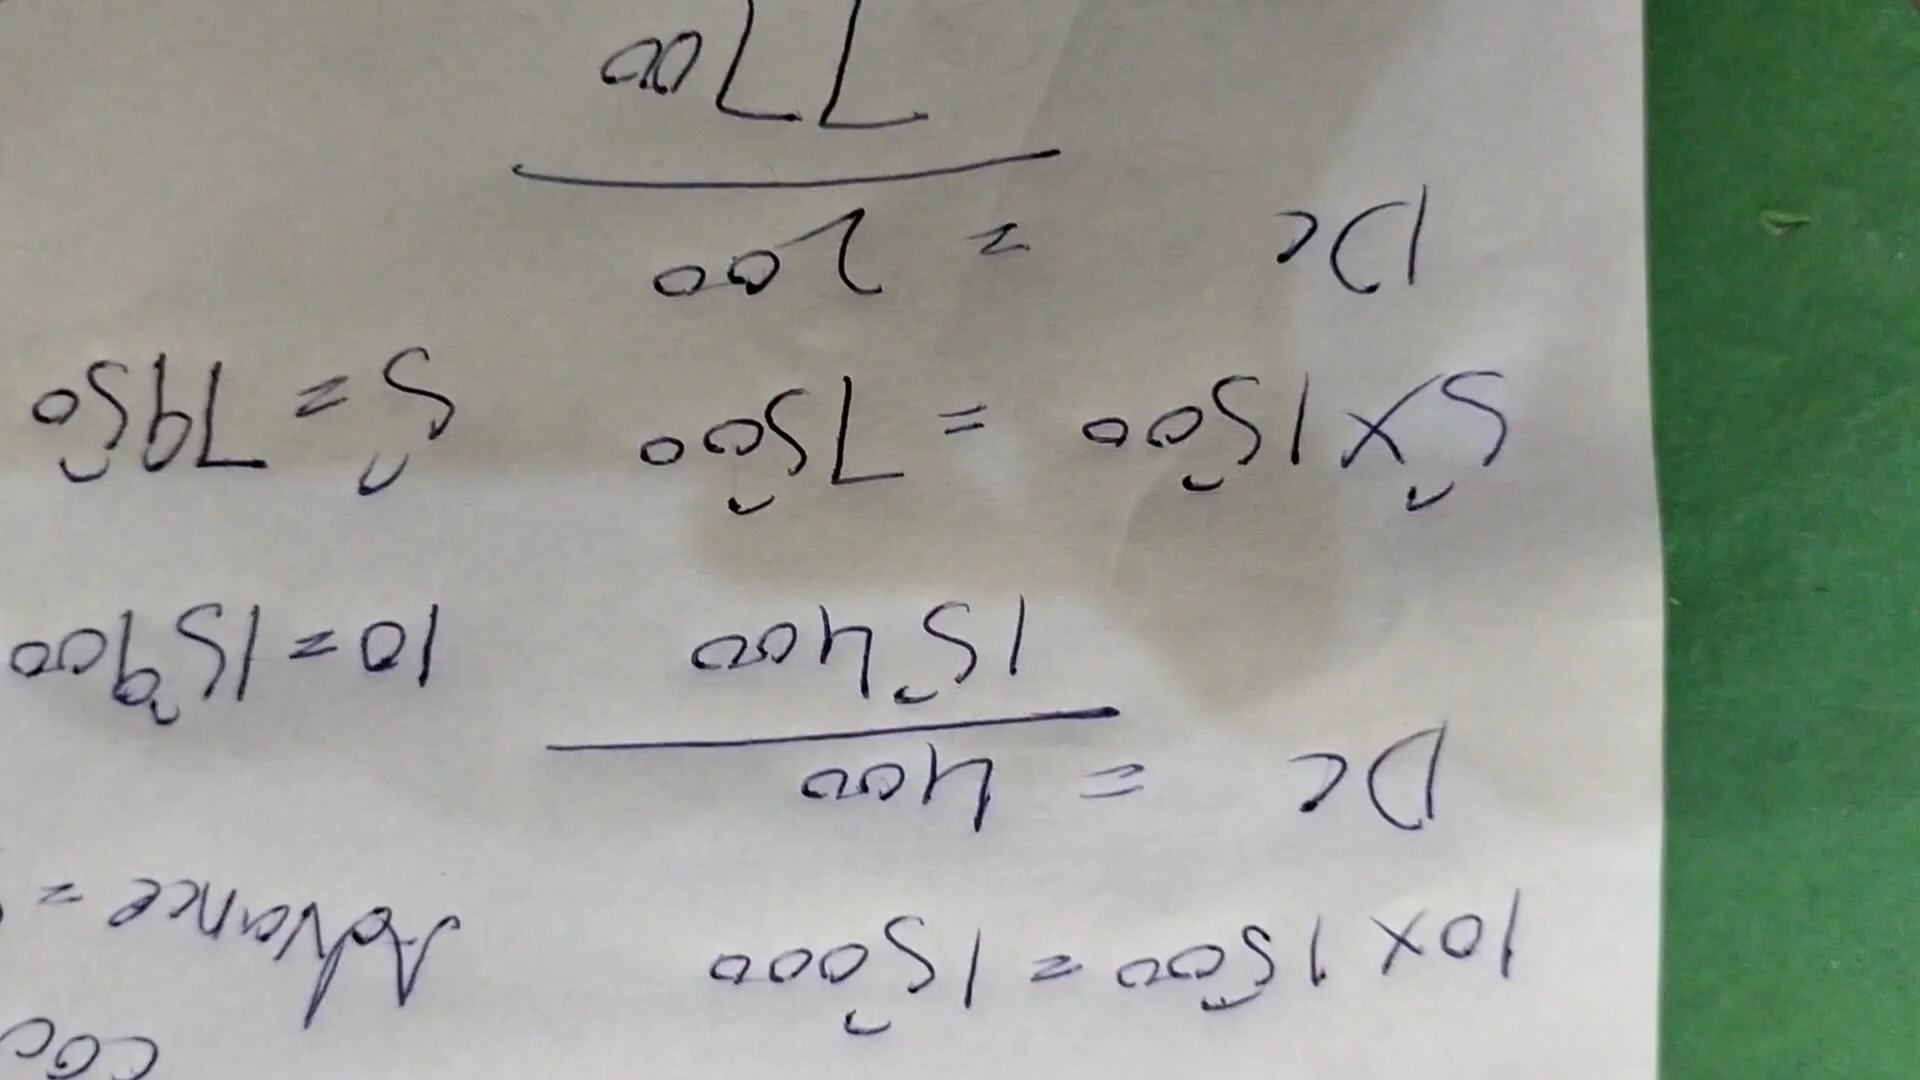 10x1500=15000 Advance =
DC = 400
15400 10=15900
5x1500 = 7500 5=7950
DC = 200
7700